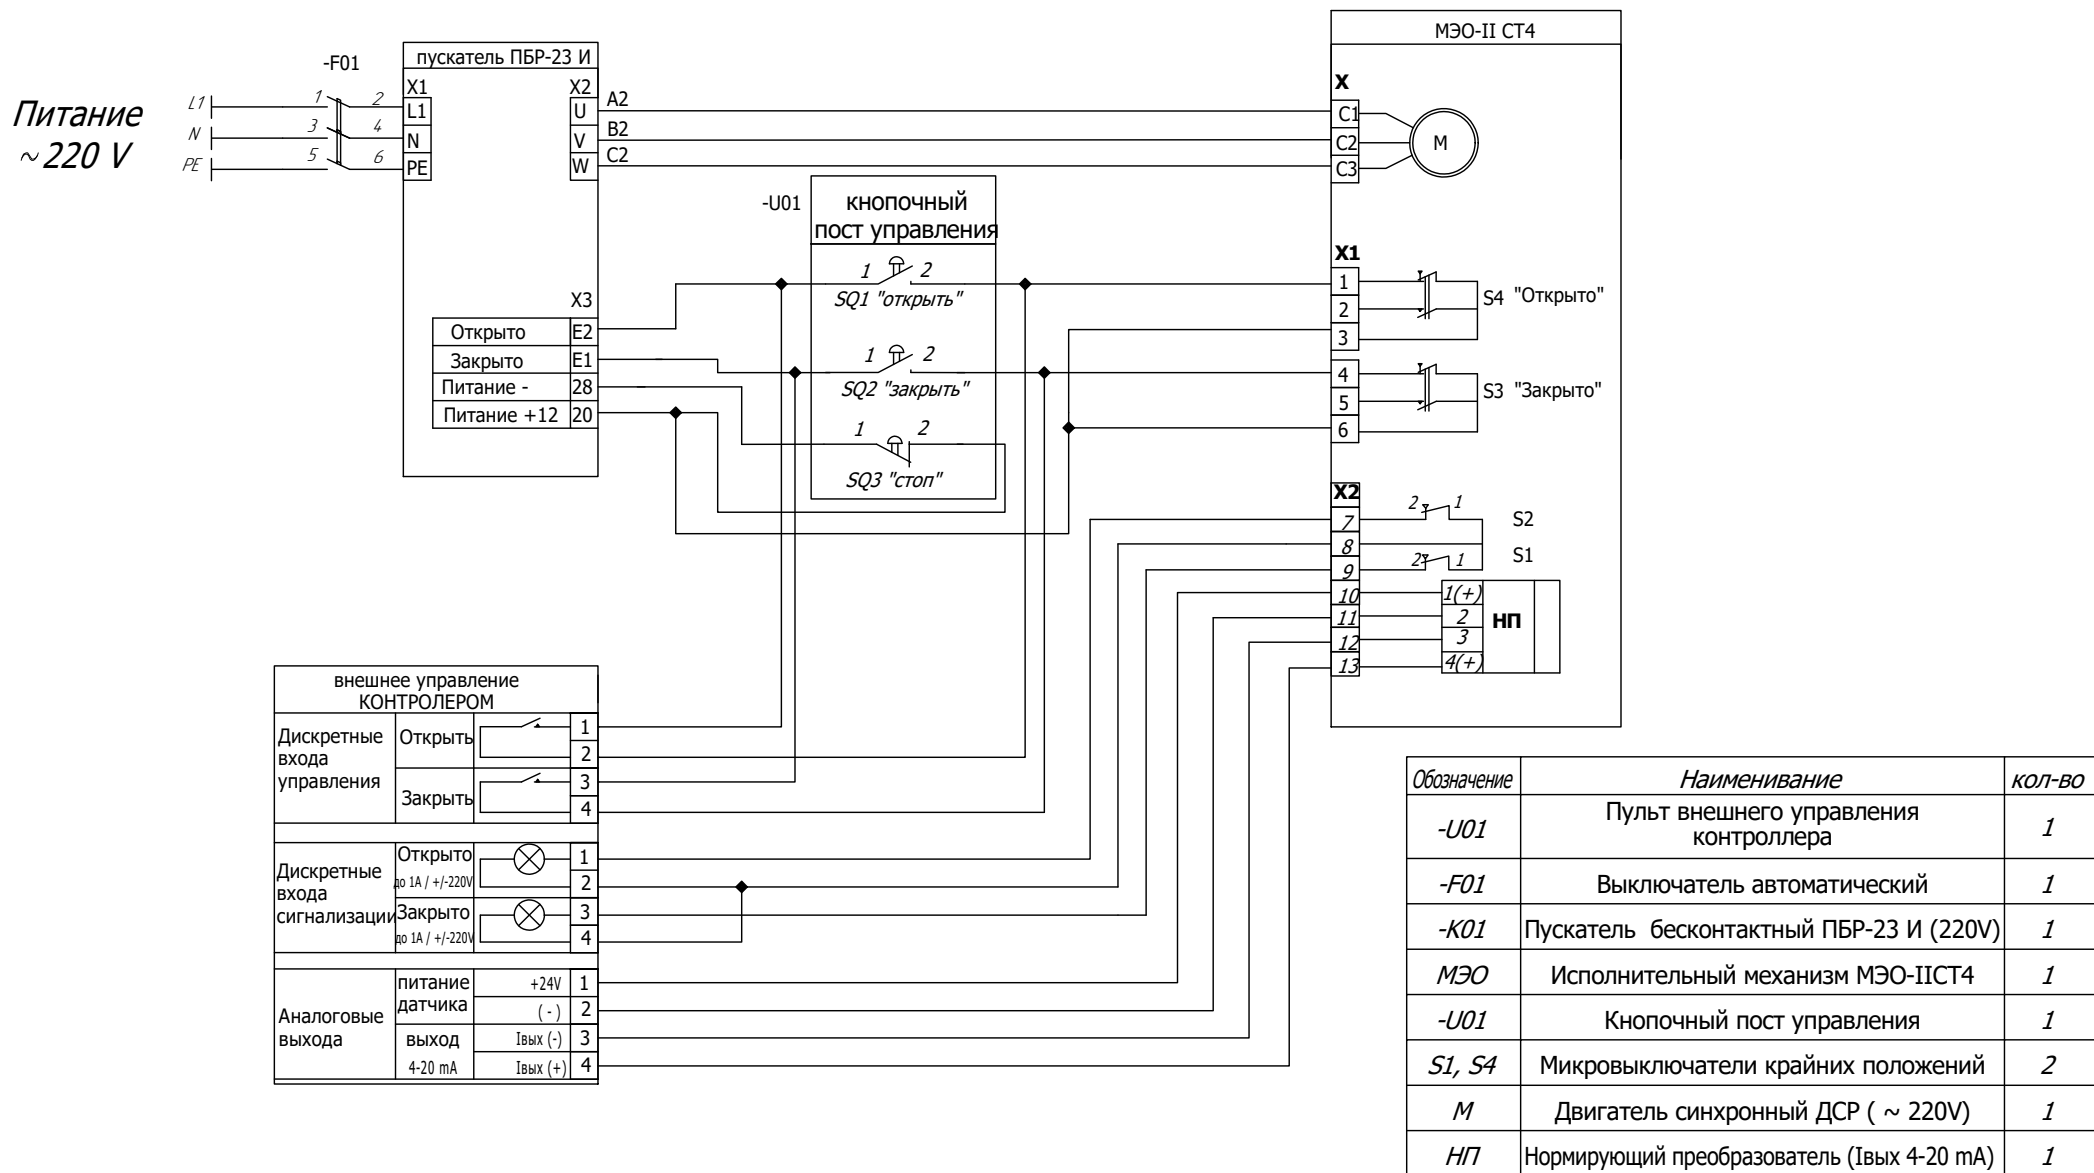 Питание
~220 V
L1
N
PE
-F01
1 2
3 4
5 6
пускатель ПБР-23 И
X1
L1
N
PE
X2
U
V
W
A2
B2
C2
X3
Открыто E2
Закрыто E1
Питание - 28
Питание +12 20
-U01
кнопочный
пост управления
1 2
SQ1 "открыть"
1 2
SQ2 "закрыть"
1 2
SQ3 "стоп"
МЭО-II СТ4
X
C1
C2
C3
M
X1
1
2
3
S4 "Открыто"
4
5
6
S3 "Закрыто"
X2
7
8
9
10
11
12
13
2 1
S2
2 1
S1
1(+)
2
3
4(+)
НП
внешнее управление
КОНТРОЛЕРОМ
Дискретные
входа
управления
Открыть
1
2
Закрыть
3
4
Дискретные
входа
сигнализации
Открыто
до 1А / +/-220V
1
2
Закрыто
до 1А / +/-220V
3
4
Аналоговые
выхода
питание
датчика
+24V 1
( - ) 2
выход
4-20 mA
Iвых (-) 3
Iвых (+) 4
Обозначение Наименивание кол-во
-U01 Пульт внешнего управления
контроллера 1
-F01 Выключатель автоматический 1
-K01 Пускатель бесконтактный ПБР-23 И (220V) 1
МЭО Исполнительный механизм МЭО-IIСТ4 1
-U01 Кнопочный пост управления 1
S1, S4 Микровыключатели крайних положений 2
M Двигатель синхронный ДСР ( ~ 220V) 1
НП Нормирующий преобразователь (Iвых 4-20 mA) 1